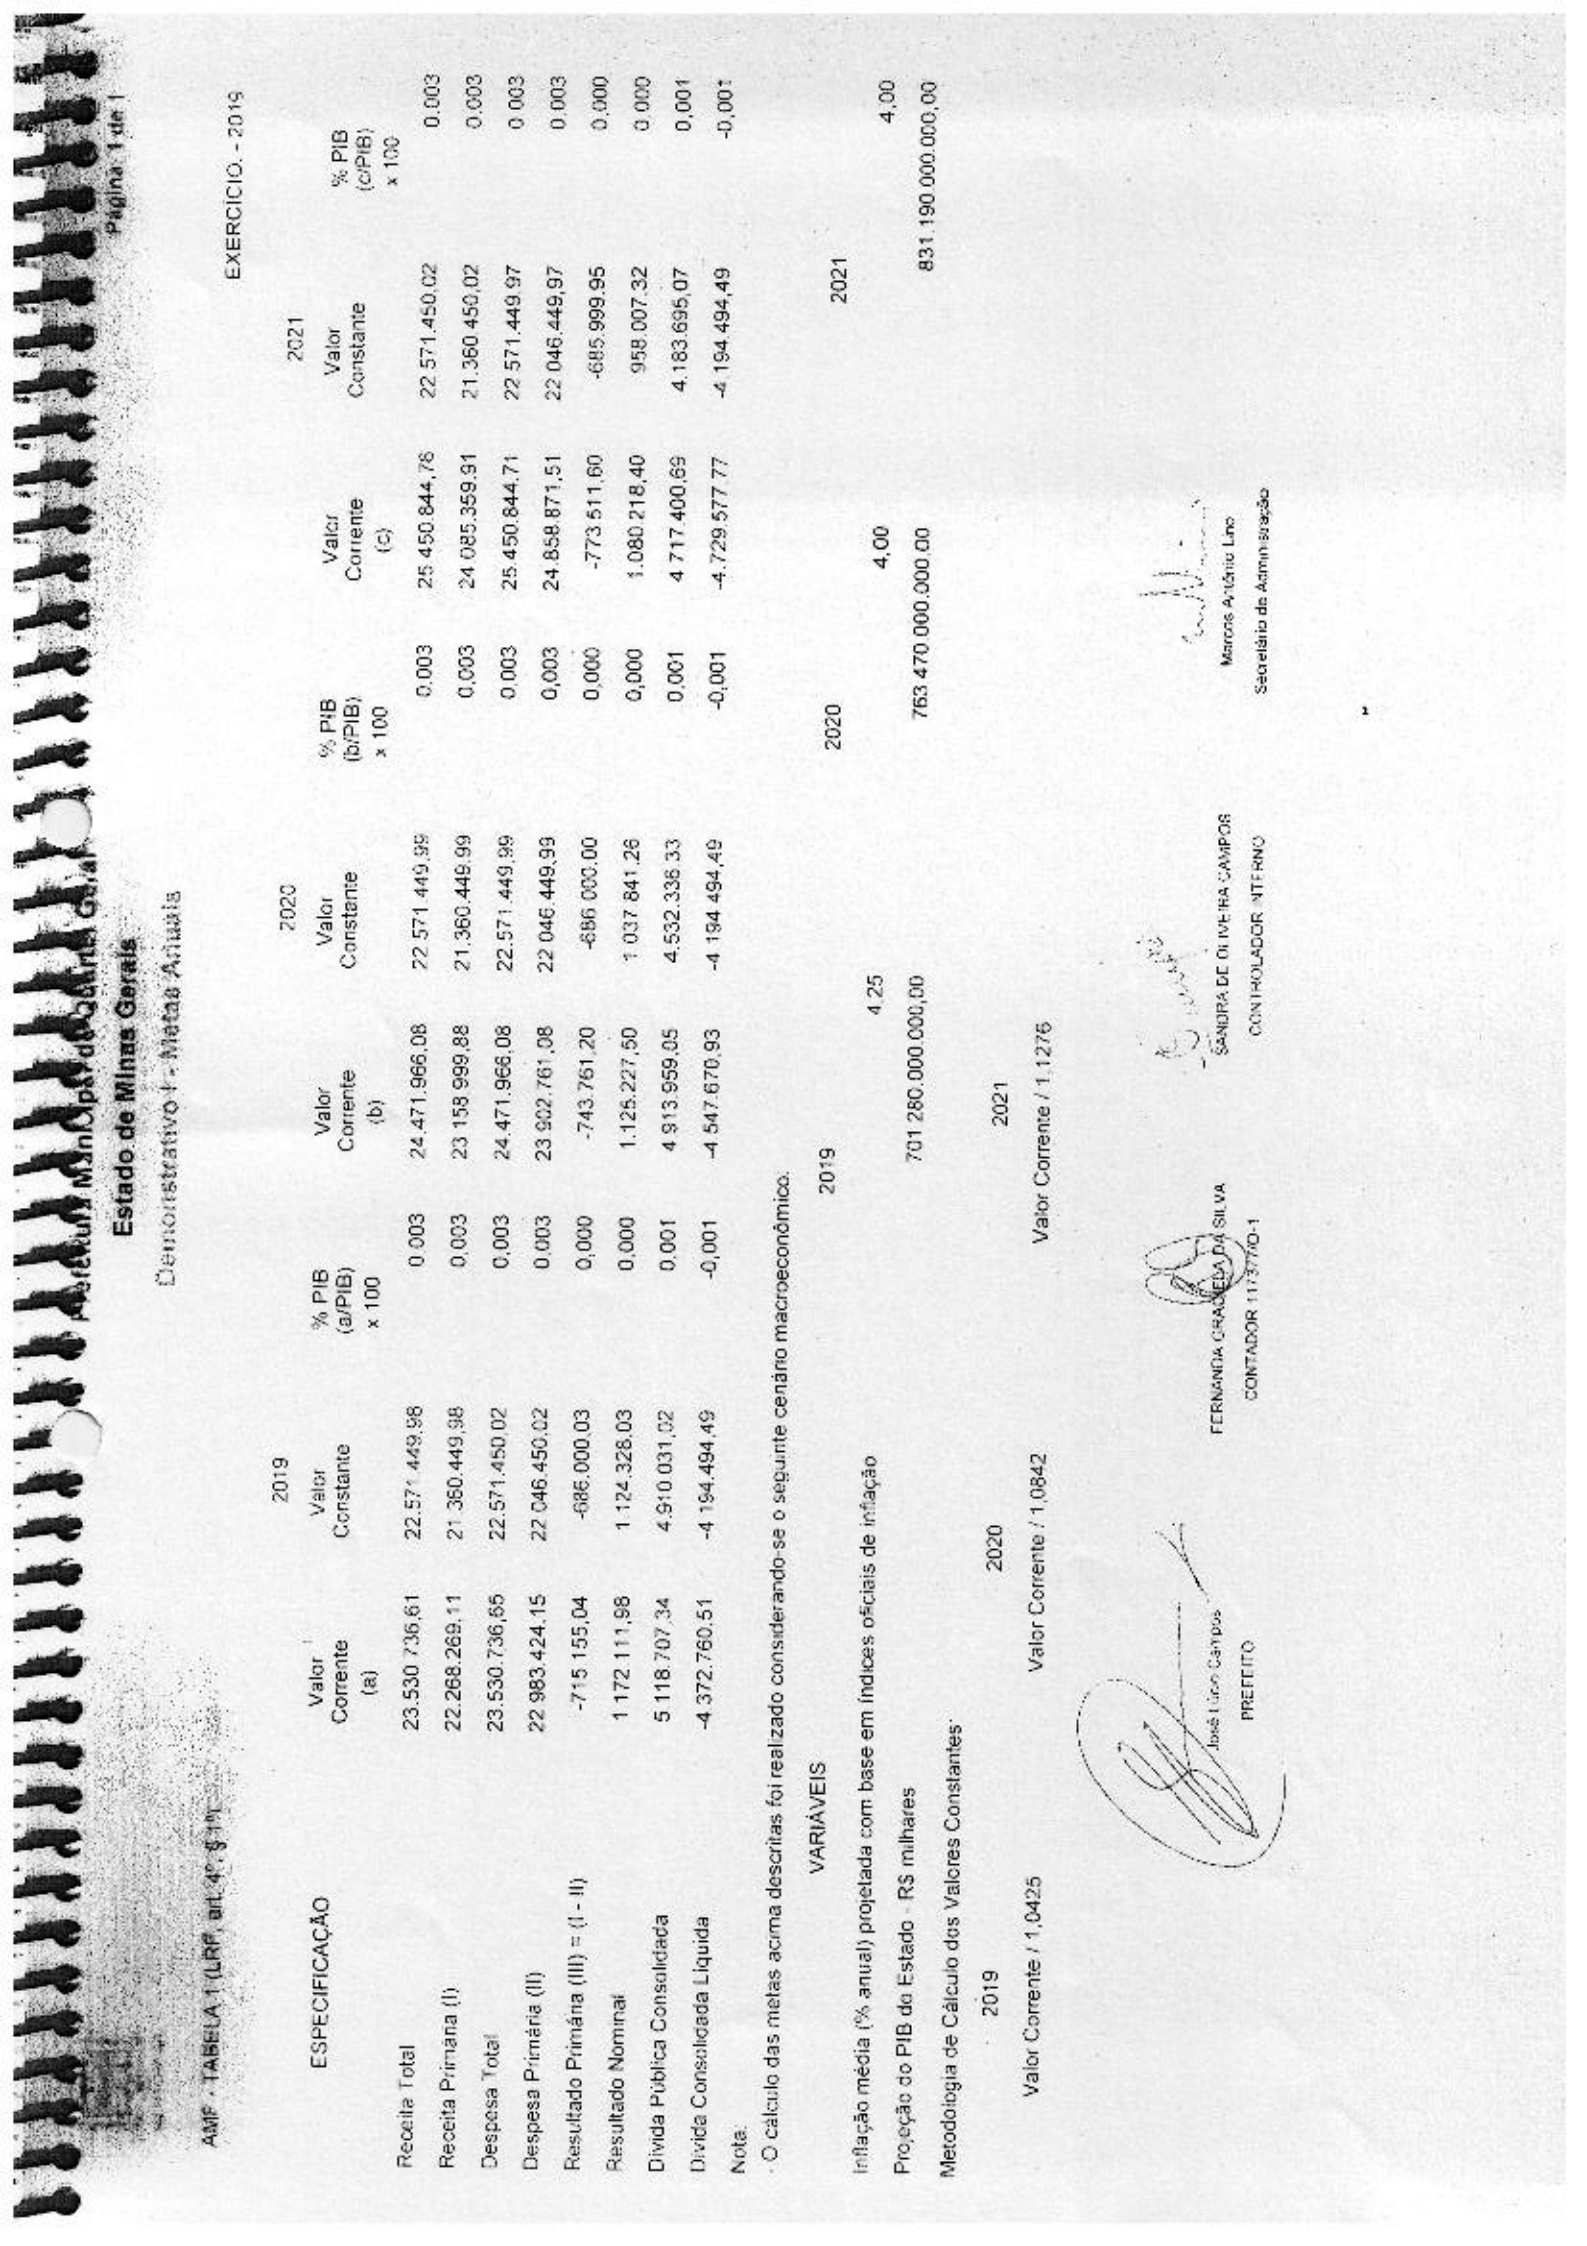 Página: 1 de 1
Prefeitura Municipal de Quartel Geral
Estado de Minas Gerais
Demonstrativo I - Metas Anuais
AMF - TABELA 1 (LRF, art. 4º, § 1º) EXERCÍCIO. - 2019
2019 2020 2021
ESPECIFICAÇÃO Valor Corrente (a) Valor Constante % PIB (a/PIB) x 100 Valor Corrente (b) Valor Constante % PIB (b/PIB) x 100 Valor Corrente (c) Valor Constante % PIB (c/PIB) x 100
Receita Total 23.530.736,61 22.571.449,98 0,003 24.471.966,08 22.571.449,99 0,003 25.450.844,78 22.571.450,02 0,003
Receita Primária (I) 22.268.269,11 21.360.449,98 0,003 23.158.999,88 21.360.449,99 0,003 24.085.359,91 21.360.450,02 0,003
Despesa Total 23.530.736,65 22.571.450,02 0,003 24.471.966,08 22.571.449,99 0,003 25.450.844,71 22.571.449,97 0,003
Despesa Primária (II) 22.983.424,15 22.046.450,02 0,003 23.902.761,08 22.046.449,99 0,003 24.858.871,51 22.046.449,97 0,003
Resultado Primária (III) = (I - II) -715.155,04 -686.000,03 0,000 -743.761,20 -686.000,00 0,000 -773.511,60 -685.999,95 0,000
Resultado Nominal 1.172.111,98 1.124.328,03 0,000 1.125.227,50 1.037.841,26 0,000 1.080.218,40 958.007,32 0,000
Divida Pública Consolidada 5.118.707,34 4.910.031,02 0,001 4.913.959,05 4.532.336,33 0,001 4.717.400,69 4.183.695,07 0,001
Divida Consolidada Liquida -4.372.760,51 -4.194.494,49 -0,001 -4.547.670,93 -4.194.494,49 -0,001 -4.729.577,77 -4.194.494,49 -0,001
Nota:
- O cálculo das metas acima descritas foi realizado considerando-se o seguinte cenário macroeconômico.
VARIÁVEIS 2019 2020 2021
Inflação média (% anual) projetada com base em índices oficiais de inflação 4,25 4,00 4,00
Projeção do PIB do Estado - R$ milhares 701.280.000.000,00 763.470.000.000,00 831.190.000.000,00
Metodologia de Cálculo dos Valores Constantes:
2019 2020 2021
Valor Corrente / 1,0425 Valor Corrente / 1,0842 Valor Corrente / 1,1276
José Lúcio Campos FERNANDA GRACIELA DA SILVA SANDRA DE OLIVEIRA CAMPOS Marcos Antônio Lino
PREFEITO CONTADOR 117377/O-1 CONTROLADOR INTERNO Secretário de Administração